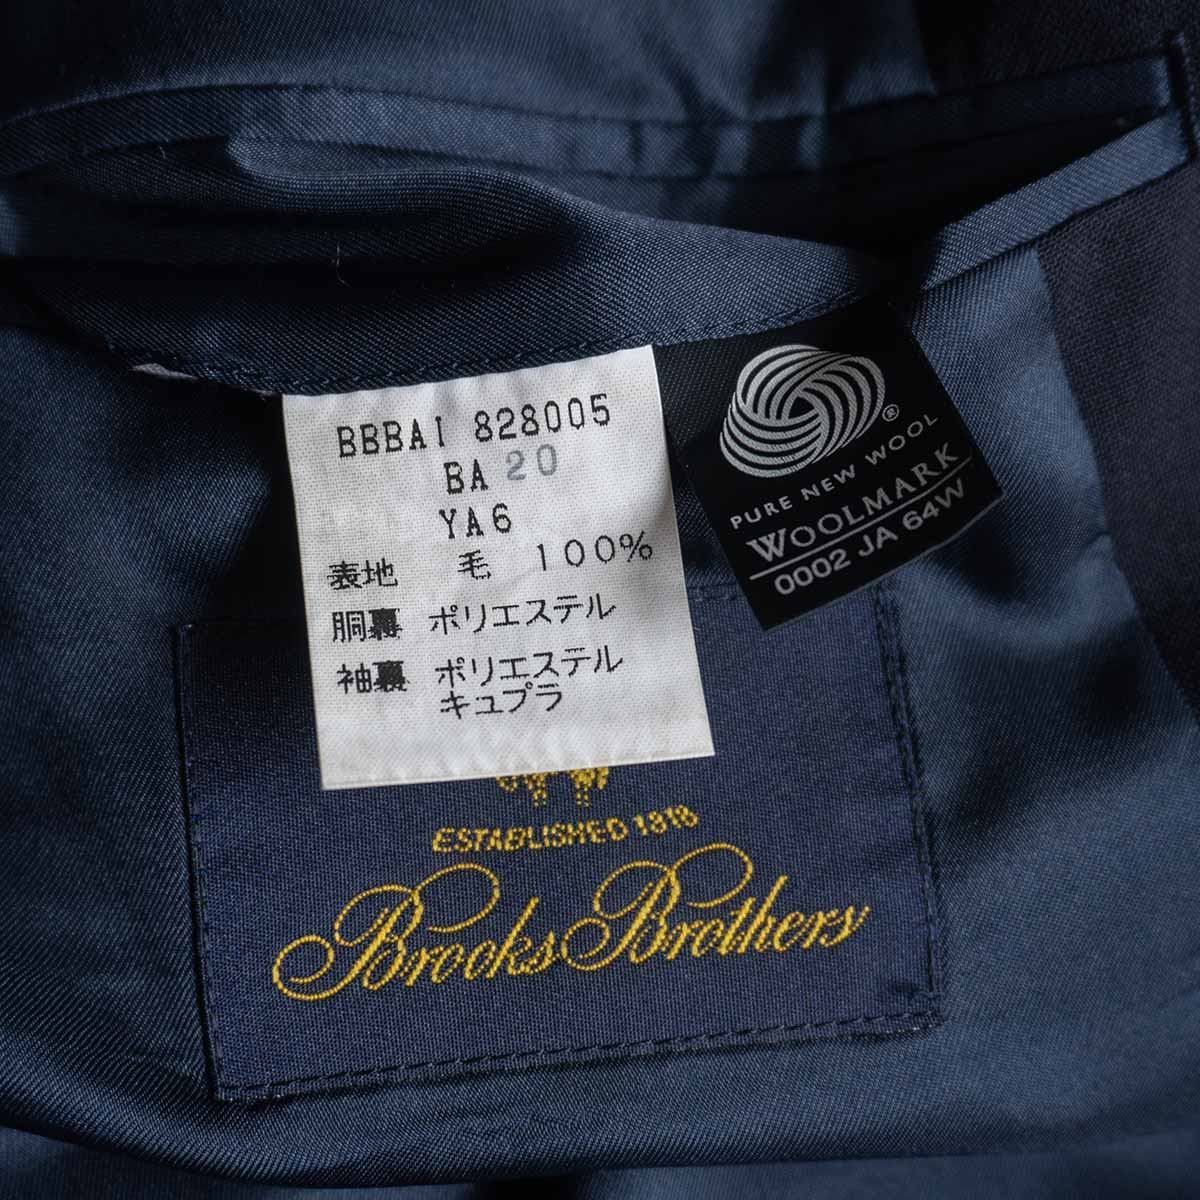 BBBAI 828005
BA 20
YA6
表地 毛 100%
胴裏 ポリエステル
袖裏 ポリエステル
キュプラ
®
PURE NEW WOOL
WOOLMARK
0002 JA 64W
ESTABLISHED 1818
Brooks Brothers